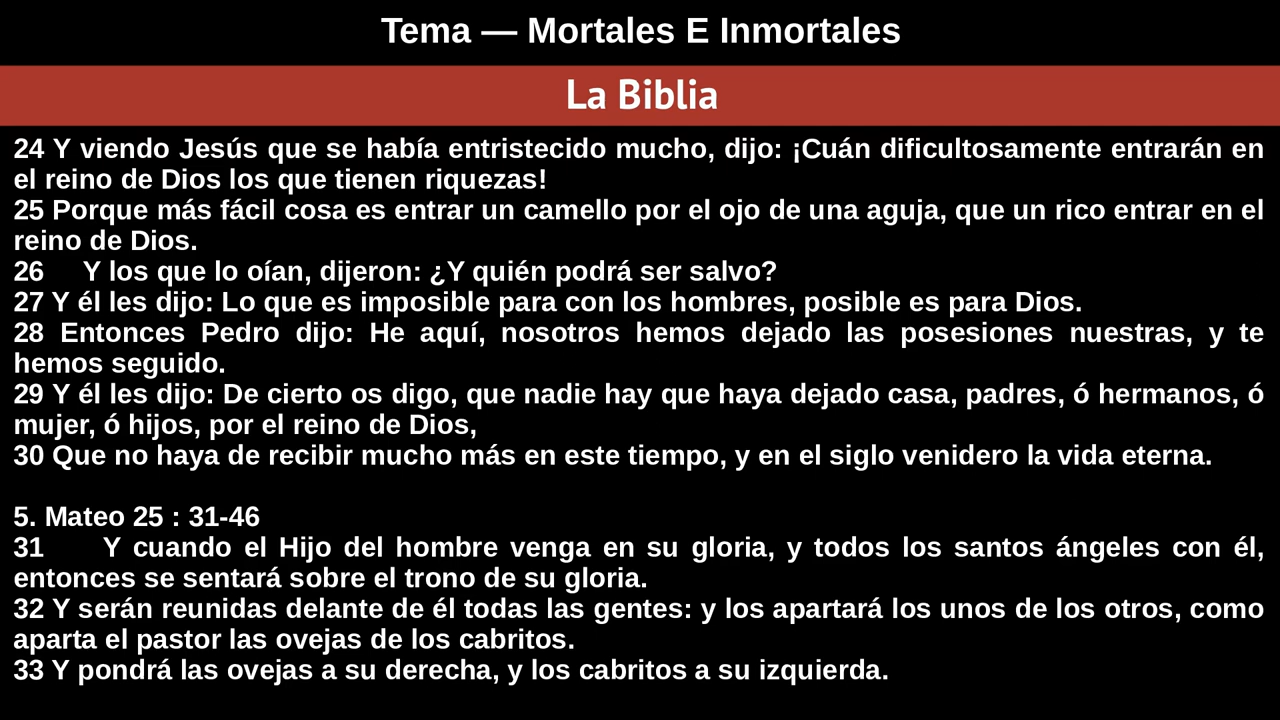 Tema — Mortales E Inmortales
La Biblia
24 Y viendo Jesús que se había entristecido mucho, dijo: ¡Cuán dificultosamente entrarán en
el reino de Dios los que tienen riquezas!
25 Porque más fácil cosa es entrar un camello por el ojo de una aguja, que un rico entrar en el
reino de Dios.
26 Y los que lo oían, dijeron: ¿Y quién podrá ser salvo?
27 Y él les dijo: Lo que es imposible para con los hombres, posible es para Dios.
28 Entonces Pedro dijo: He aquí, nosotros hemos dejado las posesiones nuestras, y te
hemos seguido.
29 Y él les dijo: De cierto os digo, que nadie hay que haya dejado casa, padres, ó hermanos, ó
mujer, ó hijos, por el reino de Dios,
30 Que no haya de recibir mucho más en este tiempo, y en el siglo venidero la vida eterna.
5. Mateo 25 : 31-46
31 Y cuando el Hijo del hombre venga en su gloria, y todos los santos ángeles con él,
entonces se sentará sobre el trono de su gloria.
32 Y serán reunidas delante de él todas las gentes: y los apartará los unos de los otros, como
aparta el pastor las ovejas de los cabritos.
33 Y pondrá las ovejas a su derecha, y los cabritos a su izquierda.